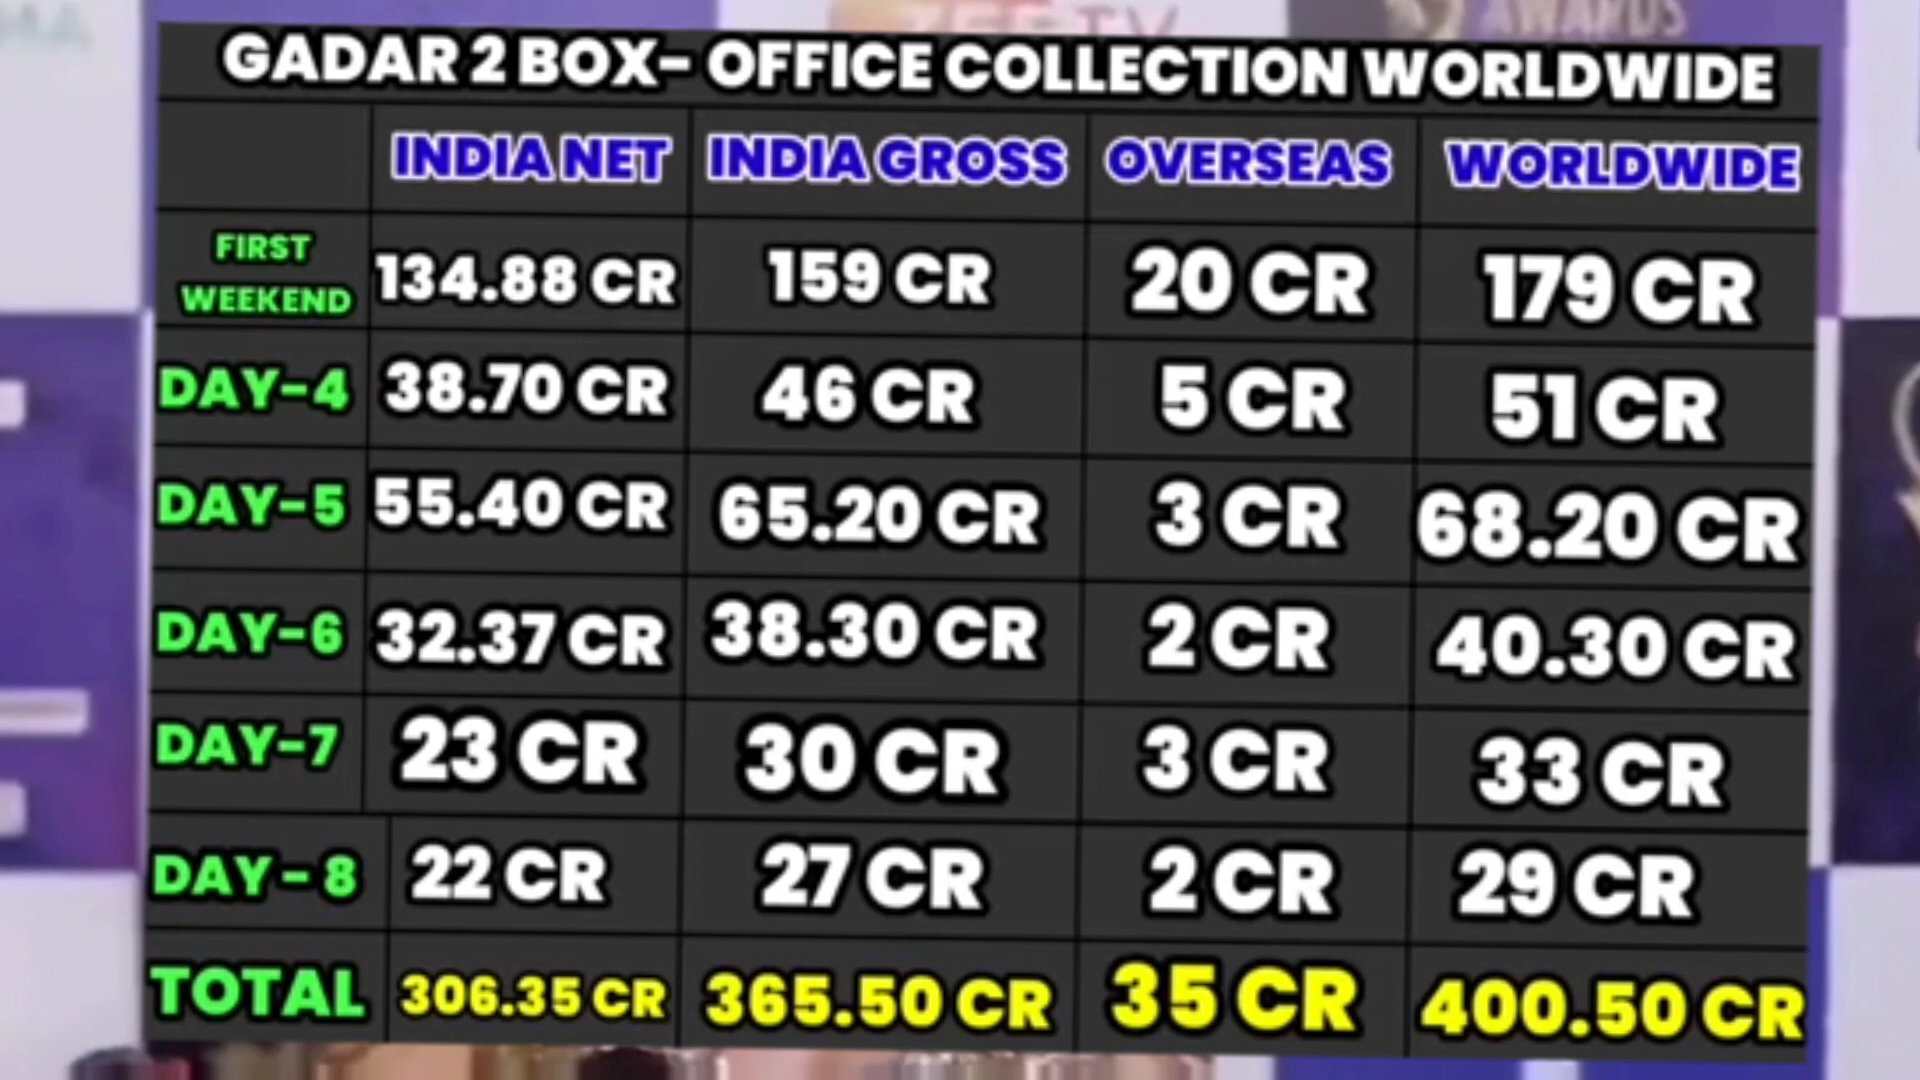 ZEE TV
AWARDS
GADAR 2 BOX- OFFICE COLLECTION WORLDWIDE
INDIA NET INDIA GROSS OVERSEAS WORLDWIDE
FIRST
WEEKEND 134.88 CR 159 CR 20 CR 179 CR
DAY-4 38.70 CR 46 CR 5 CR 51 CR
DAY-5 55.40 CR 65.20 CR 3 CR 68.20 CR
DAY-6 32.37 CR 38.30 CR 2 CR 40.30 CR
DAY-7 23 CR 30 CR 3 CR 33 CR
DAY - 8 22 CR 27 CR 2 CR 29 CR
TOTAL 306.35 CR 365.50 CR 35 CR 400.50 CR